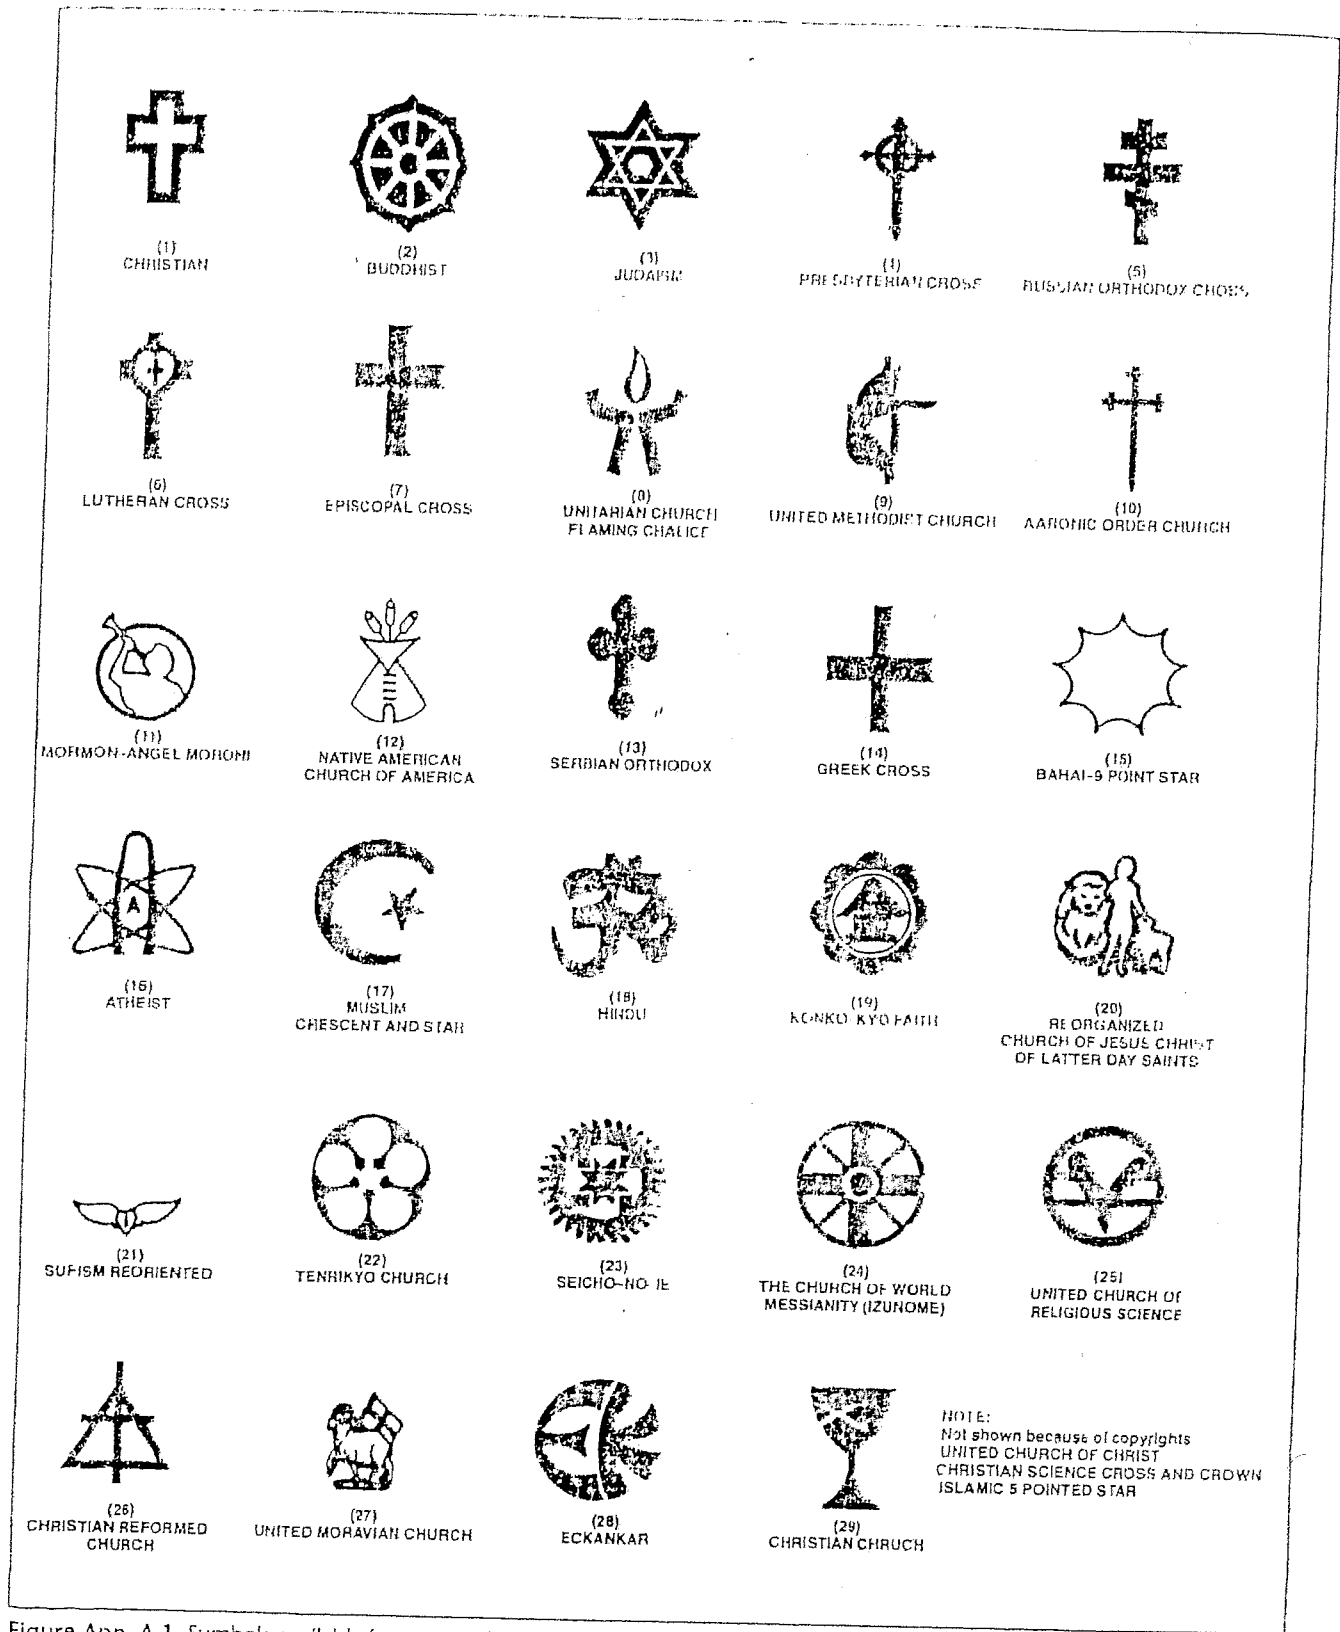 (1)
CHRISTIAN
(2)
BUDDHIST
(3)
JUDAISM
(4)
PRESBYTERIAN CROSS
(5)
RUSSIAN ORTHODOX CROSS
(6)
LUTHERAN CROSS
(7)
EPISCOPAL CROSS
(8)
UNITARIAN CHURCH
FLAMING CHALICE
(9)
UNITED METHODIST CHURCH
(10)
AARONIC ORDER CHURCH
(11)
MORMON-ANGEL MORONI
(12)
NATIVE AMERICAN
CHURCH OF AMERICA
(13)
SERBIAN ORTHODOX
(14)
GREEK CROSS
(15)
BAHAI-9 POINT STAR
A
(16)
ATHEIST
(17)
MUSLIM
CRESCENT AND STAR
(18)
HINDU
(19)
KONKO-KYO FAITH
(20)
REORGANIZED
CHURCH OF JESUS CHRIST
OF LATTER DAY SAINTS
(21)
SUFISM REORIENTED
(22)
TENRIKYO CHURCH
(23)
SEICHO-NO-IE
(24)
THE CHURCH OF WORLD
MESSIANITY (IZUNOME)
(25)
UNITED CHURCH OF
RELIGIOUS SCIENCE
(26)
CHRISTIAN REFORMED
CHURCH
(27)
UNITED MORAVIAN CHURCH
(28)
ECKANKAR
(29)
CHRISTIAN CHRUCH
NOTE:
Not shown because of copyrights
UNITED CHURCH OF CHRIST
CHRISTIAN SCIENCE CROSS AND CROWN
ISLAMIC 5 POINTED STAR
Figure App. A-1. Symbols